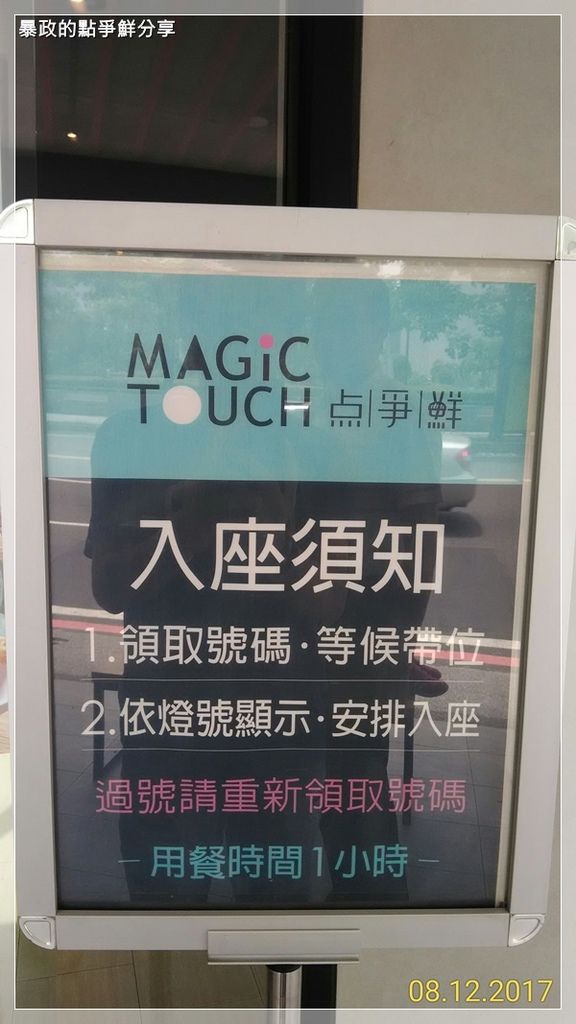 暴政的點爭鮮分享
MAGiC
TOUCH 点|爭|鮮
入座須知
1.領取號碼·等候帶位
2.依燈號顯示·安排入座
過號請重新領取號碼
－用餐時間1小時－
08.12.2017